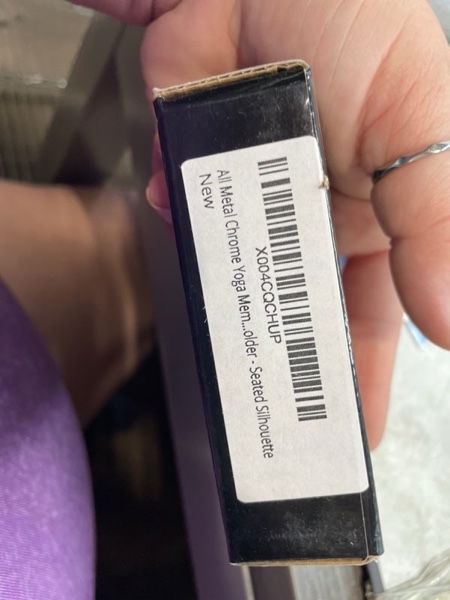 X004CQCHUP
All Metal Chrome Yoga Mem...older - Seated Silhouette
New